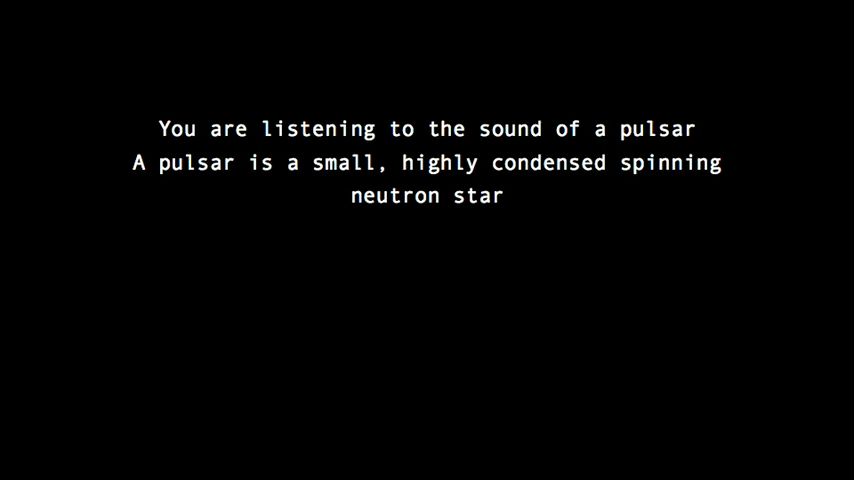 You are listening to the sound of a pulsar
A pulsar is a small, highly condensed spinning
neutron star